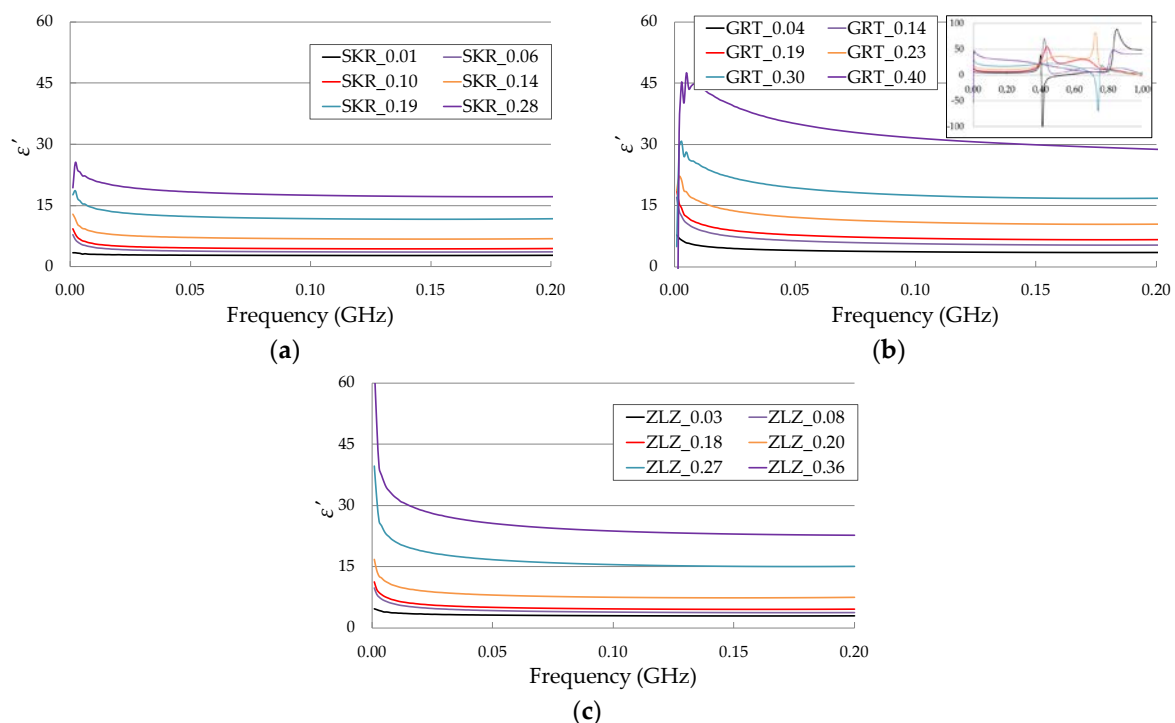 60
45
30
15
0
ε′
SKR_0.01 SKR_0.06
SKR_0.10 SKR_0.14
SKR_0.19 SKR_0.28
0.00 0.05 0.10 0.15 0.20
Frequency (GHz)
(a)
60
45
30
15
0
ε′
GRT_0.04 GRT_0.14
GRT_0.19 GRT_0.23
GRT_0.30 GRT_0.40
100
50
0
-50
-100
0,00 0,20 0,40 0,60 0,80 1,00
0.00 0.05 0.10 0.15 0.20
Frequency (GHz)
(b)
60
45
30
15
0
ε′
ZLZ_0.03 ZLZ_0.08
ZLZ_0.18 ZLZ_0.20
ZLZ_0.27 ZLZ_0.36
0.00 0.05 0.10 0.15 0.20
Frequency (GHz)
(c)